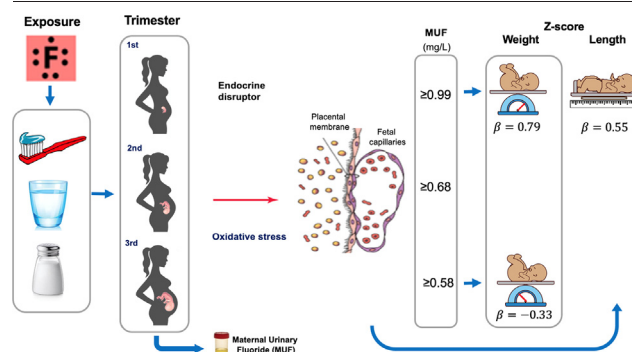 Exposure
F
Trimester
1st
2nd
3rd
Endocrine
disruptor
Oxidative stress
Placental
membrane
Fetal
capillaries
Maternal Urinary
Fluoride (MUF)
MUF
(mg/L)
≥0.99
≥0.68
≥0.58
Z-score
Weight
Length
β = 0.79
β = 0.55
β = −0.33